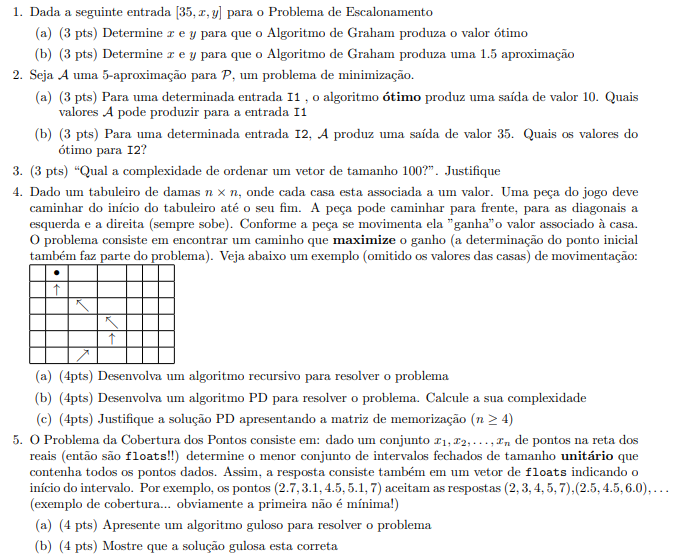 1. Dada a seguinte entrada [35, x, y] para o Problema de Escalonamento
(a) (3 pts) Determine x e y para que o Algoritmo de Graham produza o valor ótimo
(b) (3 pts) Determine x e y para que o Algoritmo de Graham produza uma 1.5 aproximação
2. Seja 𝒜 uma 5-aproximação para 𝒫, um problema de minimização.
(a) (3 pts) Para uma determinada entrada I1 , o algoritmo ótimo produz uma saída de valor 10. Quais
valores 𝒜 pode produzir para a entrada I1
(b) (3 pts) Para uma determinada entrada I2, 𝒜 produz uma saída de valor 35. Quais os valores do
ótimo para I2?
3. (3 pts) “Qual a complexidade de ordenar um vetor de tamanho 100?”. Justifique
4. Dado um tabuleiro de damas n × n, onde cada casa esta associada a um valor. Uma peça do jogo deve
caminhar do início do tabuleiro até o seu fim. A peça pode caminhar para frente, para as diagonais a
esquerda e a direita (sempre sobe). Conforme a peça se movimenta ela ”ganha”o valor associado à casa.
O problema consiste em encontrar um caminho que maximize o ganho (a determinação do ponto inicial
também faz parte do problema). Veja abaixo um exemplo (omitido os valores das casas) de movimentação:
•
↑
↖
↖
↑
↗
(a) (4pts) Desenvolva um algoritmo recursivo para resolver o problema
(b) (4pts) Desenvolva um algoritmo PD para resolver o problema. Calcule a sua complexidade
(c) (4pts) Justifique a solução PD apresentando a matriz de memorização (n ≥ 4)
5. O Problema da Cobertura dos Pontos consiste em: dado um conjunto x₁, x₂, . . . , xₙ de pontos na reta dos
reais (então são floats!!) determine o menor conjunto de intervalos fechados de tamanho unitário que
contenha todos os pontos dados. Assim, a resposta consiste também em um vetor de floats indicando o
início do intervalo. Por exemplo, os pontos (2.7, 3.1, 4.5, 5.1, 7) aceitam as respostas (2, 3, 4, 5, 7),(2.5, 4.5, 6.0), . . .
(exemplo de cobertura... obviamente a primeira não é mínima!)
(a) (4 pts) Apresente um algoritmo guloso para resolver o problema
(b) (4 pts) Mostre que a solução gulosa esta correta